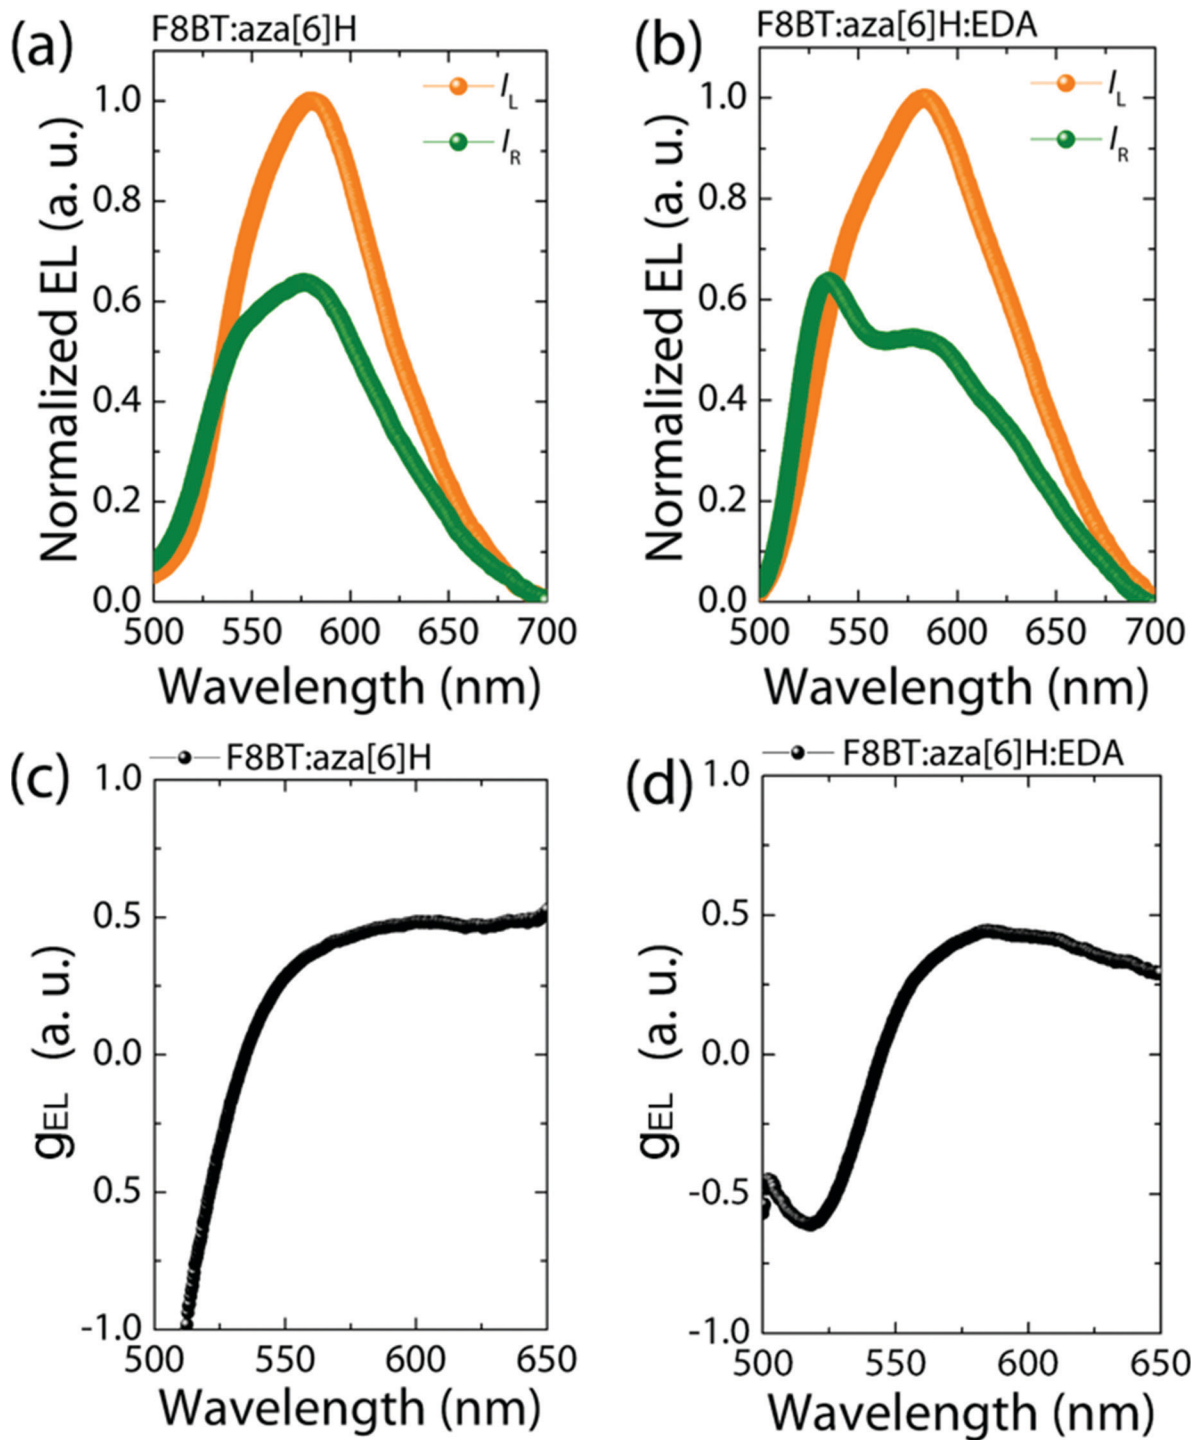 (a)
F8BT:aza[6]H
I_L
I_R
Normalized EL (a. u.)
1.0
0.8
0.6
0.4
0.2
0.0
500 550 600 650 700
Wavelength (nm)
(b)
F8BT:aza[6]H:EDA
I_L
I_R
Normalized EL (a. u.)
1.0
0.8
0.6
0.4
0.2
0.0
500 550 600 650 700
Wavelength (nm)
(c)
F8BT:aza[6]H
gEL (a. u.)
1.0
0.5
0.0
0.5
-1.0
500 550 600 650
Wavelength (nm)
(d)
F8BT:aza[6]H:EDA
gEL (a. u.)
1.0
0.5
0.0
-0.5
-1.0
500 550 600 650
Wavelength (nm)